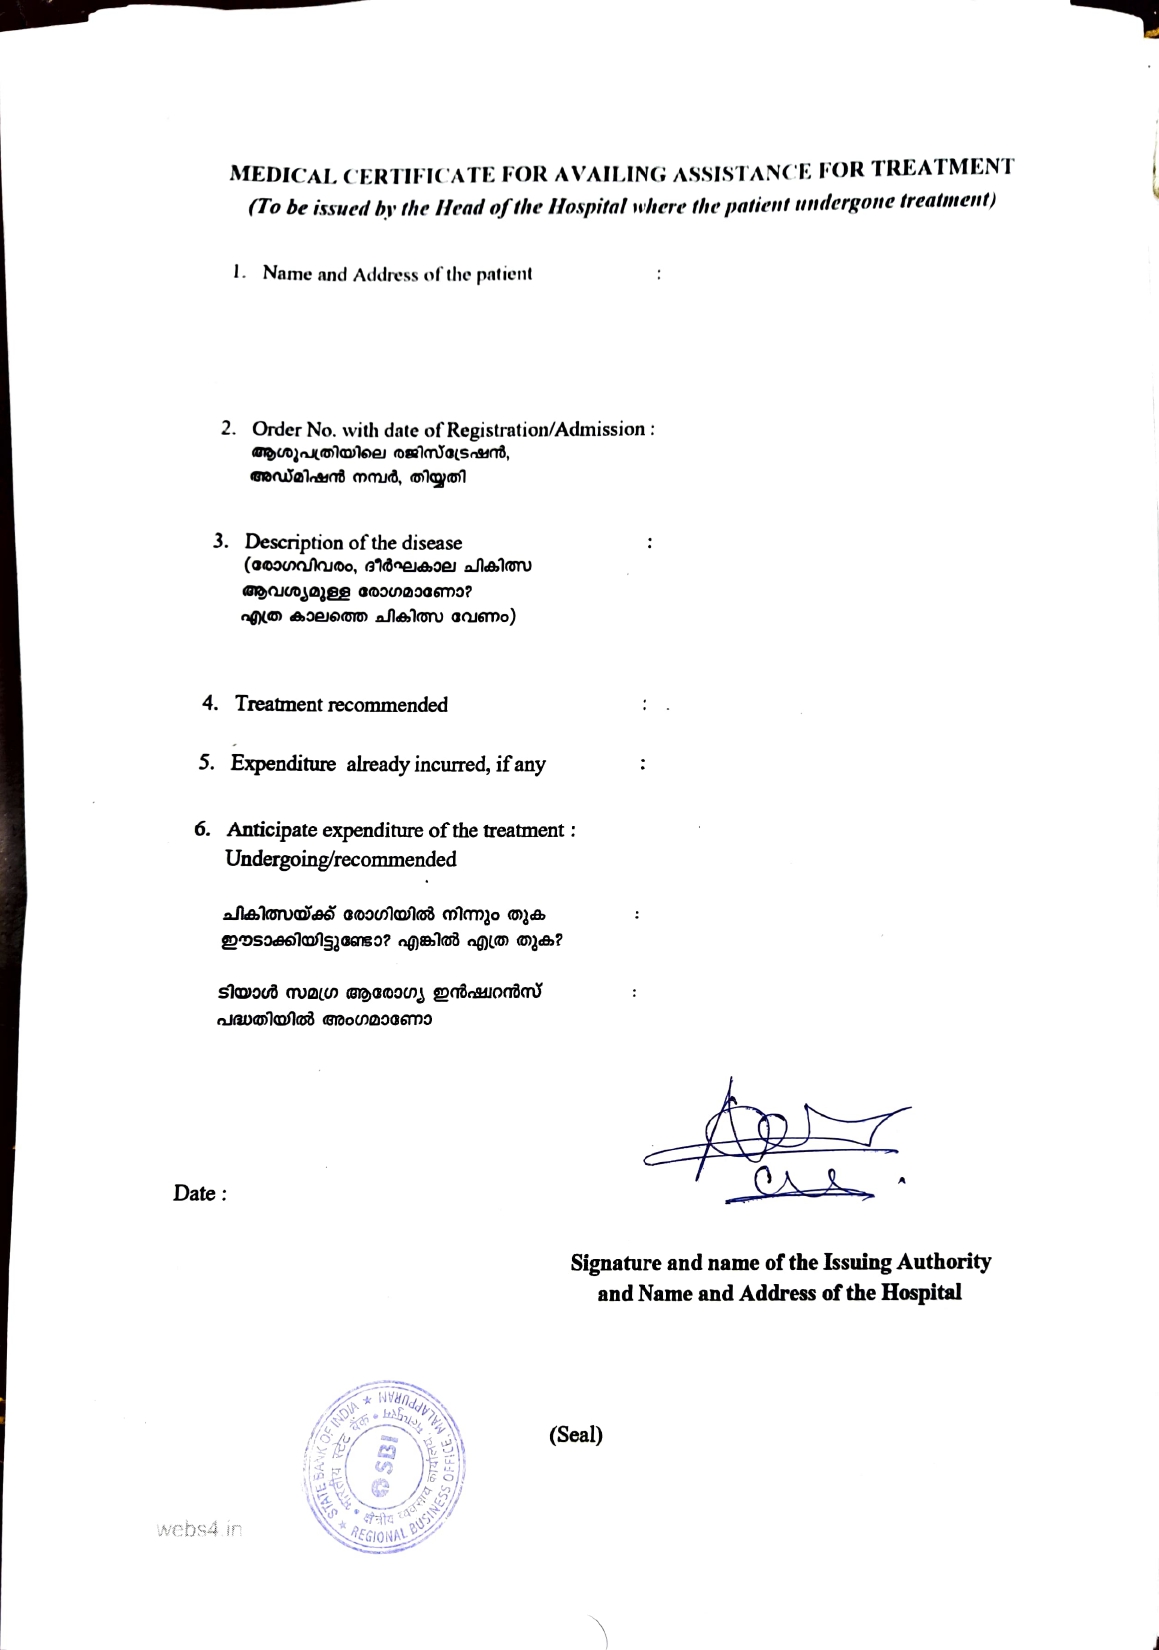 MEDICAL CERTIFICATE FOR AVAILING ASSISTANCE FOR TREATMENT
(To be issued by the Head of the Hospital where the patient undergone treatment)
1. Name and Address of the patient :
2. Order No. with date of Registration/Admission :
ആശുപത്രിയിലെ രജിസ്ട്രേഷൻ,
അഡ്മിഷൻ നമ്പർ, തിയ്യതി
3. Description of the disease :
(രോഗവിവരം, ദീർഘകാല ചികിത്സ
ആവശ്യമുള്ള രോഗമാണോ?
എത്ര കാലത്തെ ചികിത്സ വേണം)
4. Treatment recommended :
5. Expenditure already incurred, if any :
6. Anticipate expenditure of the treatment :
Undergoing/recommended
ചികിത്സയ്ക്ക് രോഗിയിൽ നിന്നും തുക :
ഈടാക്കിയിട്ടുണ്ടോ? എങ്കിൽ എത്ര തുക?
ടിയാൾ സമഗ്ര ആരോഗ്യ ഇൻഷുറൻസ് :
പദ്ധതിയിൽ അംഗമാണോ
Date :
Signature and name of the Issuing Authority
and Name and Address of the Hospital
(Seal)
STATE BANK OF INDIA ★ REGIONAL BUSINESS OFFICE, MALAPPURAM ★
भारतीय स्टेट बैंक • क्षेत्रीय व्यवसाय कार्यालय,
SBI
webs4.in